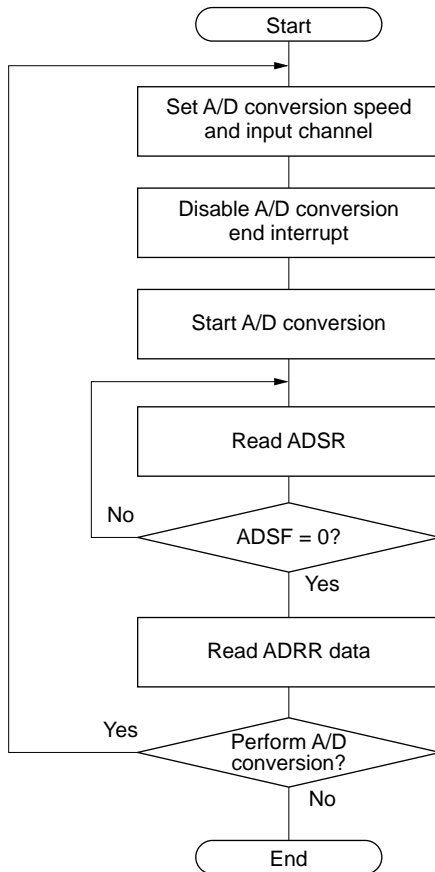 Start
Set A/D conversion speed
and input channel
Disable A/D conversion
end interrupt
Start A/D conversion
Read ADSR
No
ADSF = 0?
Yes
Read ADRR data
Yes
Perform A/D
conversion?
No
End